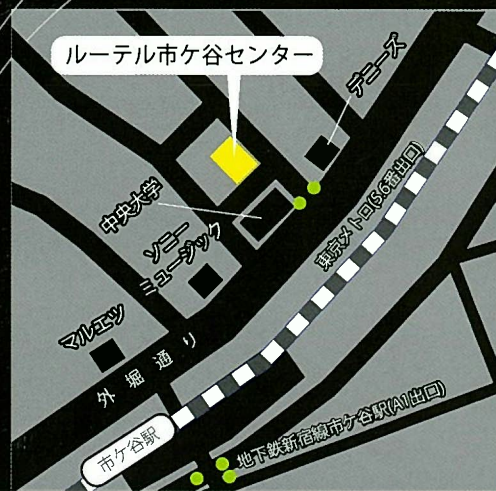 ルーテル市ケ谷センター
デニーズ
東京メトロ(5.6番出口)
中央大学
ソニー
ミュージック
マルエツ
外堀通り
市ケ谷駅
地下鉄新宿線市ケ谷駅(A1出口)